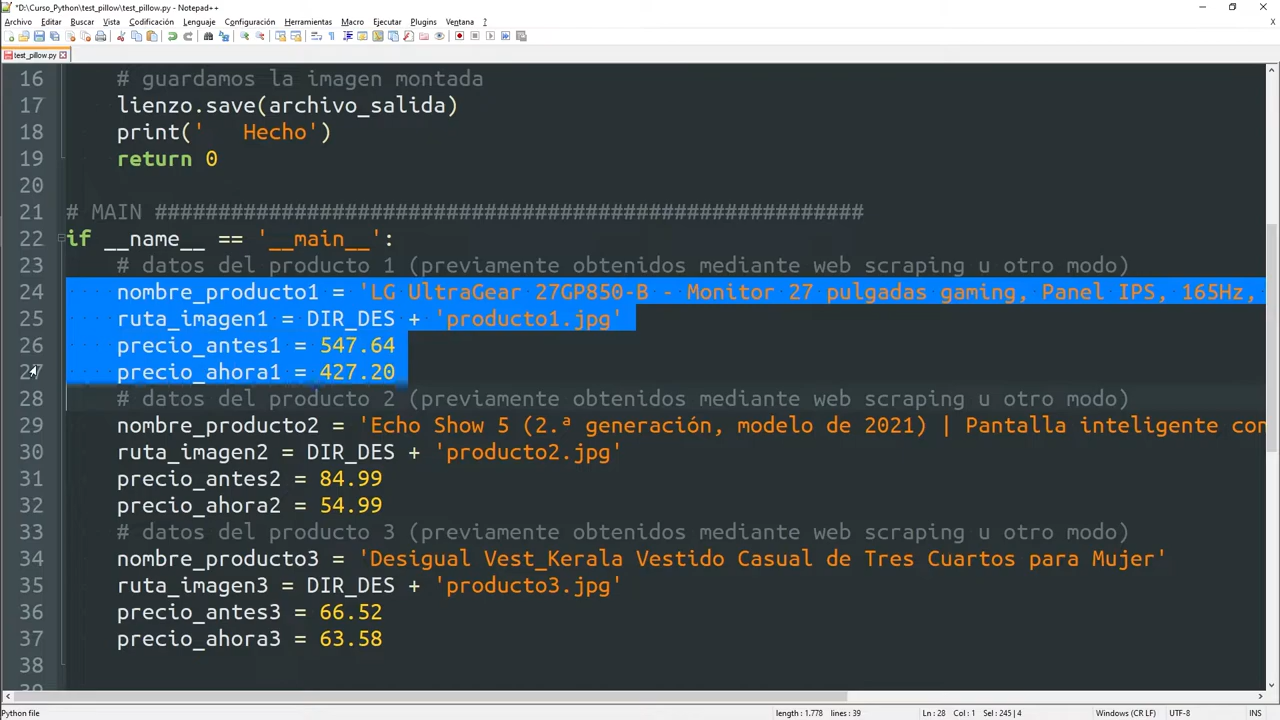 *D:\Curso_Python\test_pillow\test_pillow.py - Notepad++
Archivo Editar Buscar Vista Codificación Lenguaje Configuración Herramientas Macro Ejecutar Plugins Ventana ?
test_pillow.py
16 # guardamos la imagen montada
17 lienzo.save(archivo_salida)
18 print('   Hecho')
19 return 0
20
21 # MAIN ########################################################
22 if __name__ == '__main__':
23 # datos del producto 1 (previamente obtenidos mediante web scraping u otro modo)
24 nombre_producto1 = 'LG UltraGear 27GP850-B - Monitor 27 pulgadas gaming, Panel IPS, 165Hz,
25 ruta_imagen1 = DIR_DES + 'producto1.jpg'
26 precio_antes1 = 547.64
27 precio_ahora1 = 427.20
28 # datos del producto 2 (previamente obtenidos mediante web scraping u otro modo)
29 nombre_producto2 = 'Echo Show 5 (2.ª generación, modelo de 2021) | Pantalla inteligente con
30 ruta_imagen2 = DIR_DES + 'producto2.jpg'
31 precio_antes2 = 84.99
32 precio_ahora2 = 54.99
33 # datos del producto 3 (previamente obtenidos mediante web scraping u otro modo)
34 nombre_producto3 = 'Desigual Vest_Kerala Vestido Casual de Tres Cuartos para Mujer'
35 ruta_imagen3 = DIR_DES + 'producto3.jpg'
36 precio_antes3 = 66.52
37 precio_ahora3 = 63.58
38
Python file length : 1.778 lines : 39 Ln : 28 Col : 1 Sel : 245 | 4 Windows (CR LF) UTF-8 INS